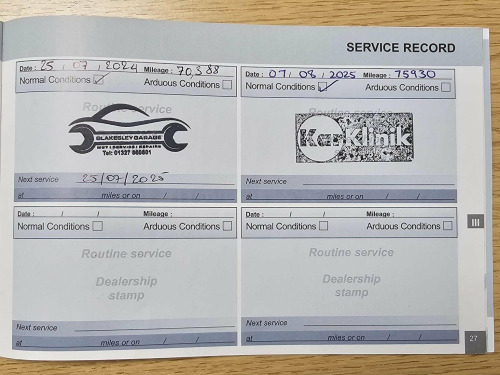 SERVICE RECORD
Date : 25 / 07 / 2024 Mileage : 70,388
Normal Conditions ✓ Arduous Conditions
Routine service
BLAKESLEY GARAGE
MOT | SERVICE | REPAIRS
Tel: 01327 860601
Next service 25/07/2025
at miles or on / /
Date : 07 / 08 / 2025 Mileage : 75930
Normal Conditions ✓ Arduous Conditions
Routine service
KarKlinik
Next service
at miles or on / /
Date : / / Mileage :
Normal Conditions Arduous Conditions
Routine service
Dealership
stamp
Next service
at miles or on / /
Date : / / Mileage :
Normal Conditions Arduous Conditions
Routine service
Dealership
stamp
Next service
at miles or on / /
III
27